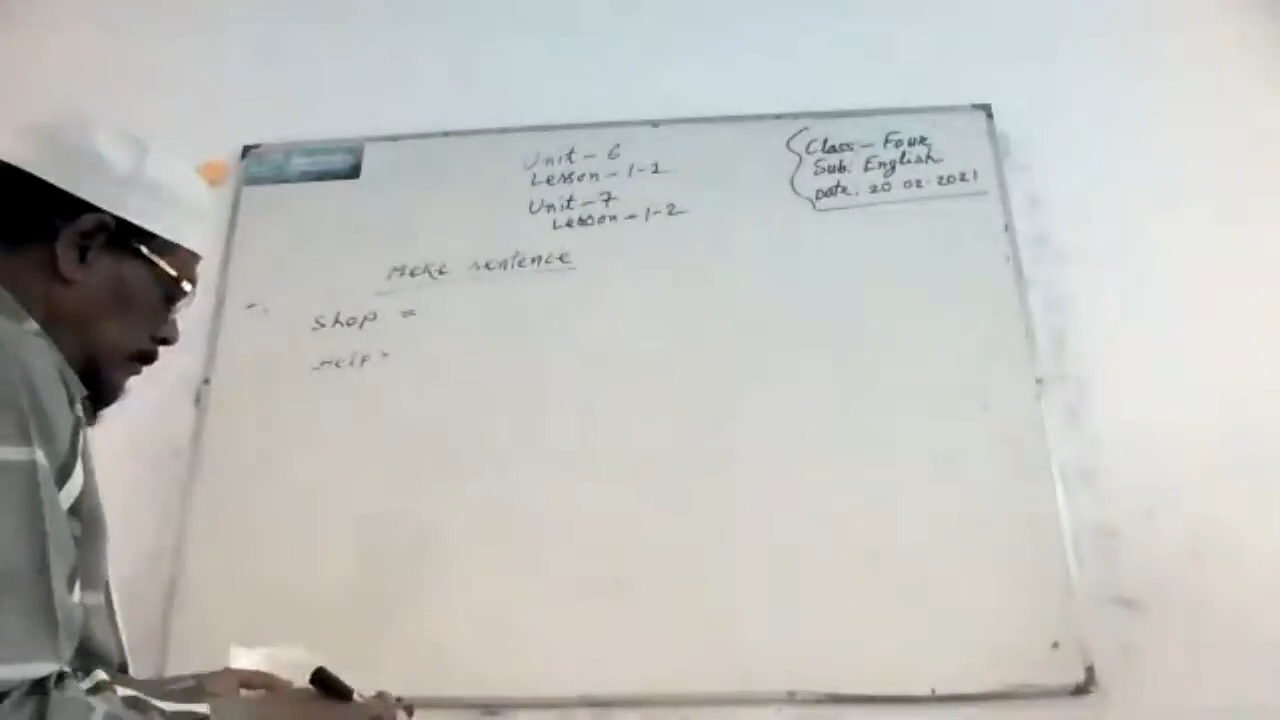 Unit - 6
Lesson - 1-2
Unit - 7
Lesson - 1-2
Class - Four
Sub. English
Date. 20.02.2021
Make sentence
Shop =
Help =